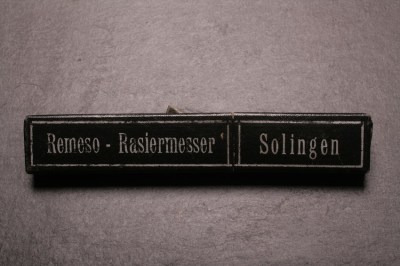 Remeso - Rasiermesser Solingen